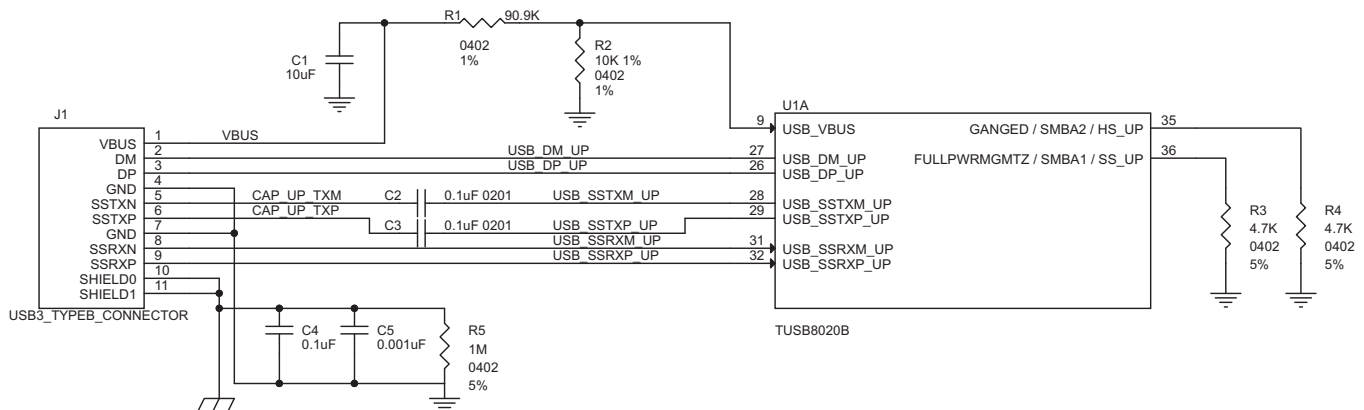 R1
90.9K
0402
1%
C1
10uF
R2
10K 1%
0402
1%
J1
U1A
VBUS
1
VBUS
9
USB_VBUS
GANGED / SMBA2 / HS_UP
35
DM
2
USB_DM_UP
27
USB_DM_UP
FULLPWRMGMTZ / SMBA1 / SS_UP
36
DP
3
USB_DP_UP
26
USB_DP_UP
GND
4
SSTXN
5
CAP_UP_TXM
C2
0.1uF 0201
USB_SSTXM_UP
28
USB_SSTXM_UP
SSTXP
6
CAP_UP_TXP
C3
0.1uF 0201
USB_SSTXP_UP
29
USB_SSTXP_UP
GND
7
SSRXN
8
USB_SSRXM_UP
31
USB_SSRXM_UP
SSRXP
9
USB_SSRXP_UP
32
USB_SSRXP_UP
SHIELD0
10
SHIELD1
11
USB3_TYPEB_CONNECTOR
R3
4.7K
0402
5%
R4
4.7K
0402
5%
C4
0.1uF
C5
0.001uF
R5
1M
0402
5%
TUSB8020B